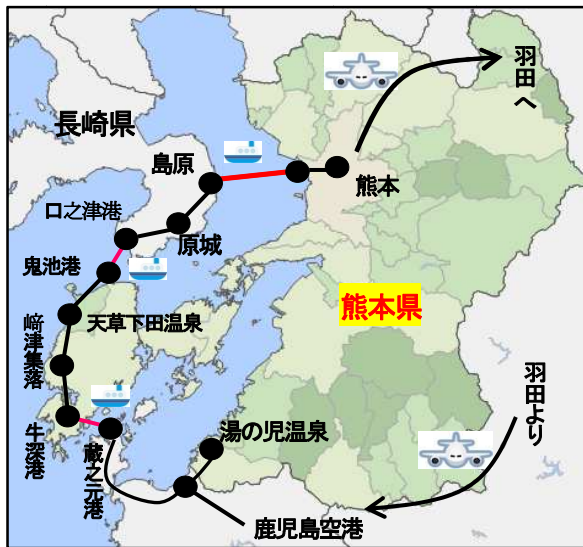 羽田へ
長崎県
島原
熊本
口之津港
原城
鬼池港
熊本県
天草下田温泉
﨑津集落
羽田より
牛深港
蔵之元港
湯の児温泉
鹿児島空港